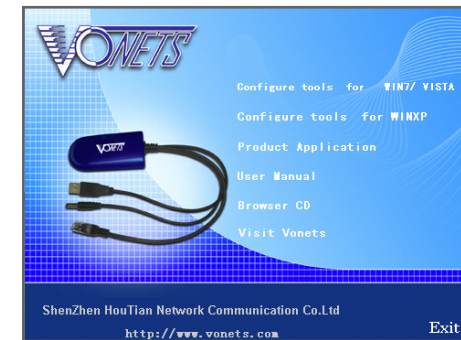 VONETS
Configure tools for WIN7/ VISTA
Configure tools for WINXP
Product Application
VONETS
User Manual
Browser CD
Visit Vonets
ShenZhen HouTian Network Communication Co.Ltd
http://www.vonets.com
Exit